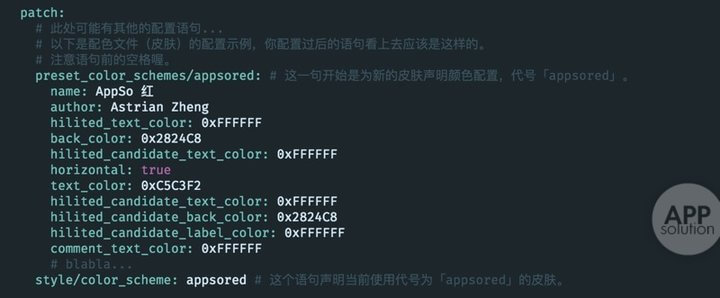 patch:
# 此处可能有其他的配置语句...
# 以下是配色文件（皮肤）的配置示例，你配置过后的语句看上去应该是这样的。
# 注意语句前的空格喔。
preset_color_schemes/appsored: # 这一句开始是为新的皮肤声明颜色配置，代号「appsored」。
name: AppSo 红
author: Astrian Zheng
hilited_text_color: 0xFFFFFF
back_color: 0x2824C8
hilited_candidate_text_color: 0xFFFFFF
horizontal: true
text_color: 0xC5C3F2
hilited_candidate_text_color: 0xFFFFFF
hilited_candidate_back_color: 0x2824C8
hilited_candidate_label_color: 0xFFFFFF
comment_text_color: 0xFFFFFF
# blabla...
style/color_scheme: appsored # 这个语句声明当前使用代号为「appsored」的皮肤。
APP
solution